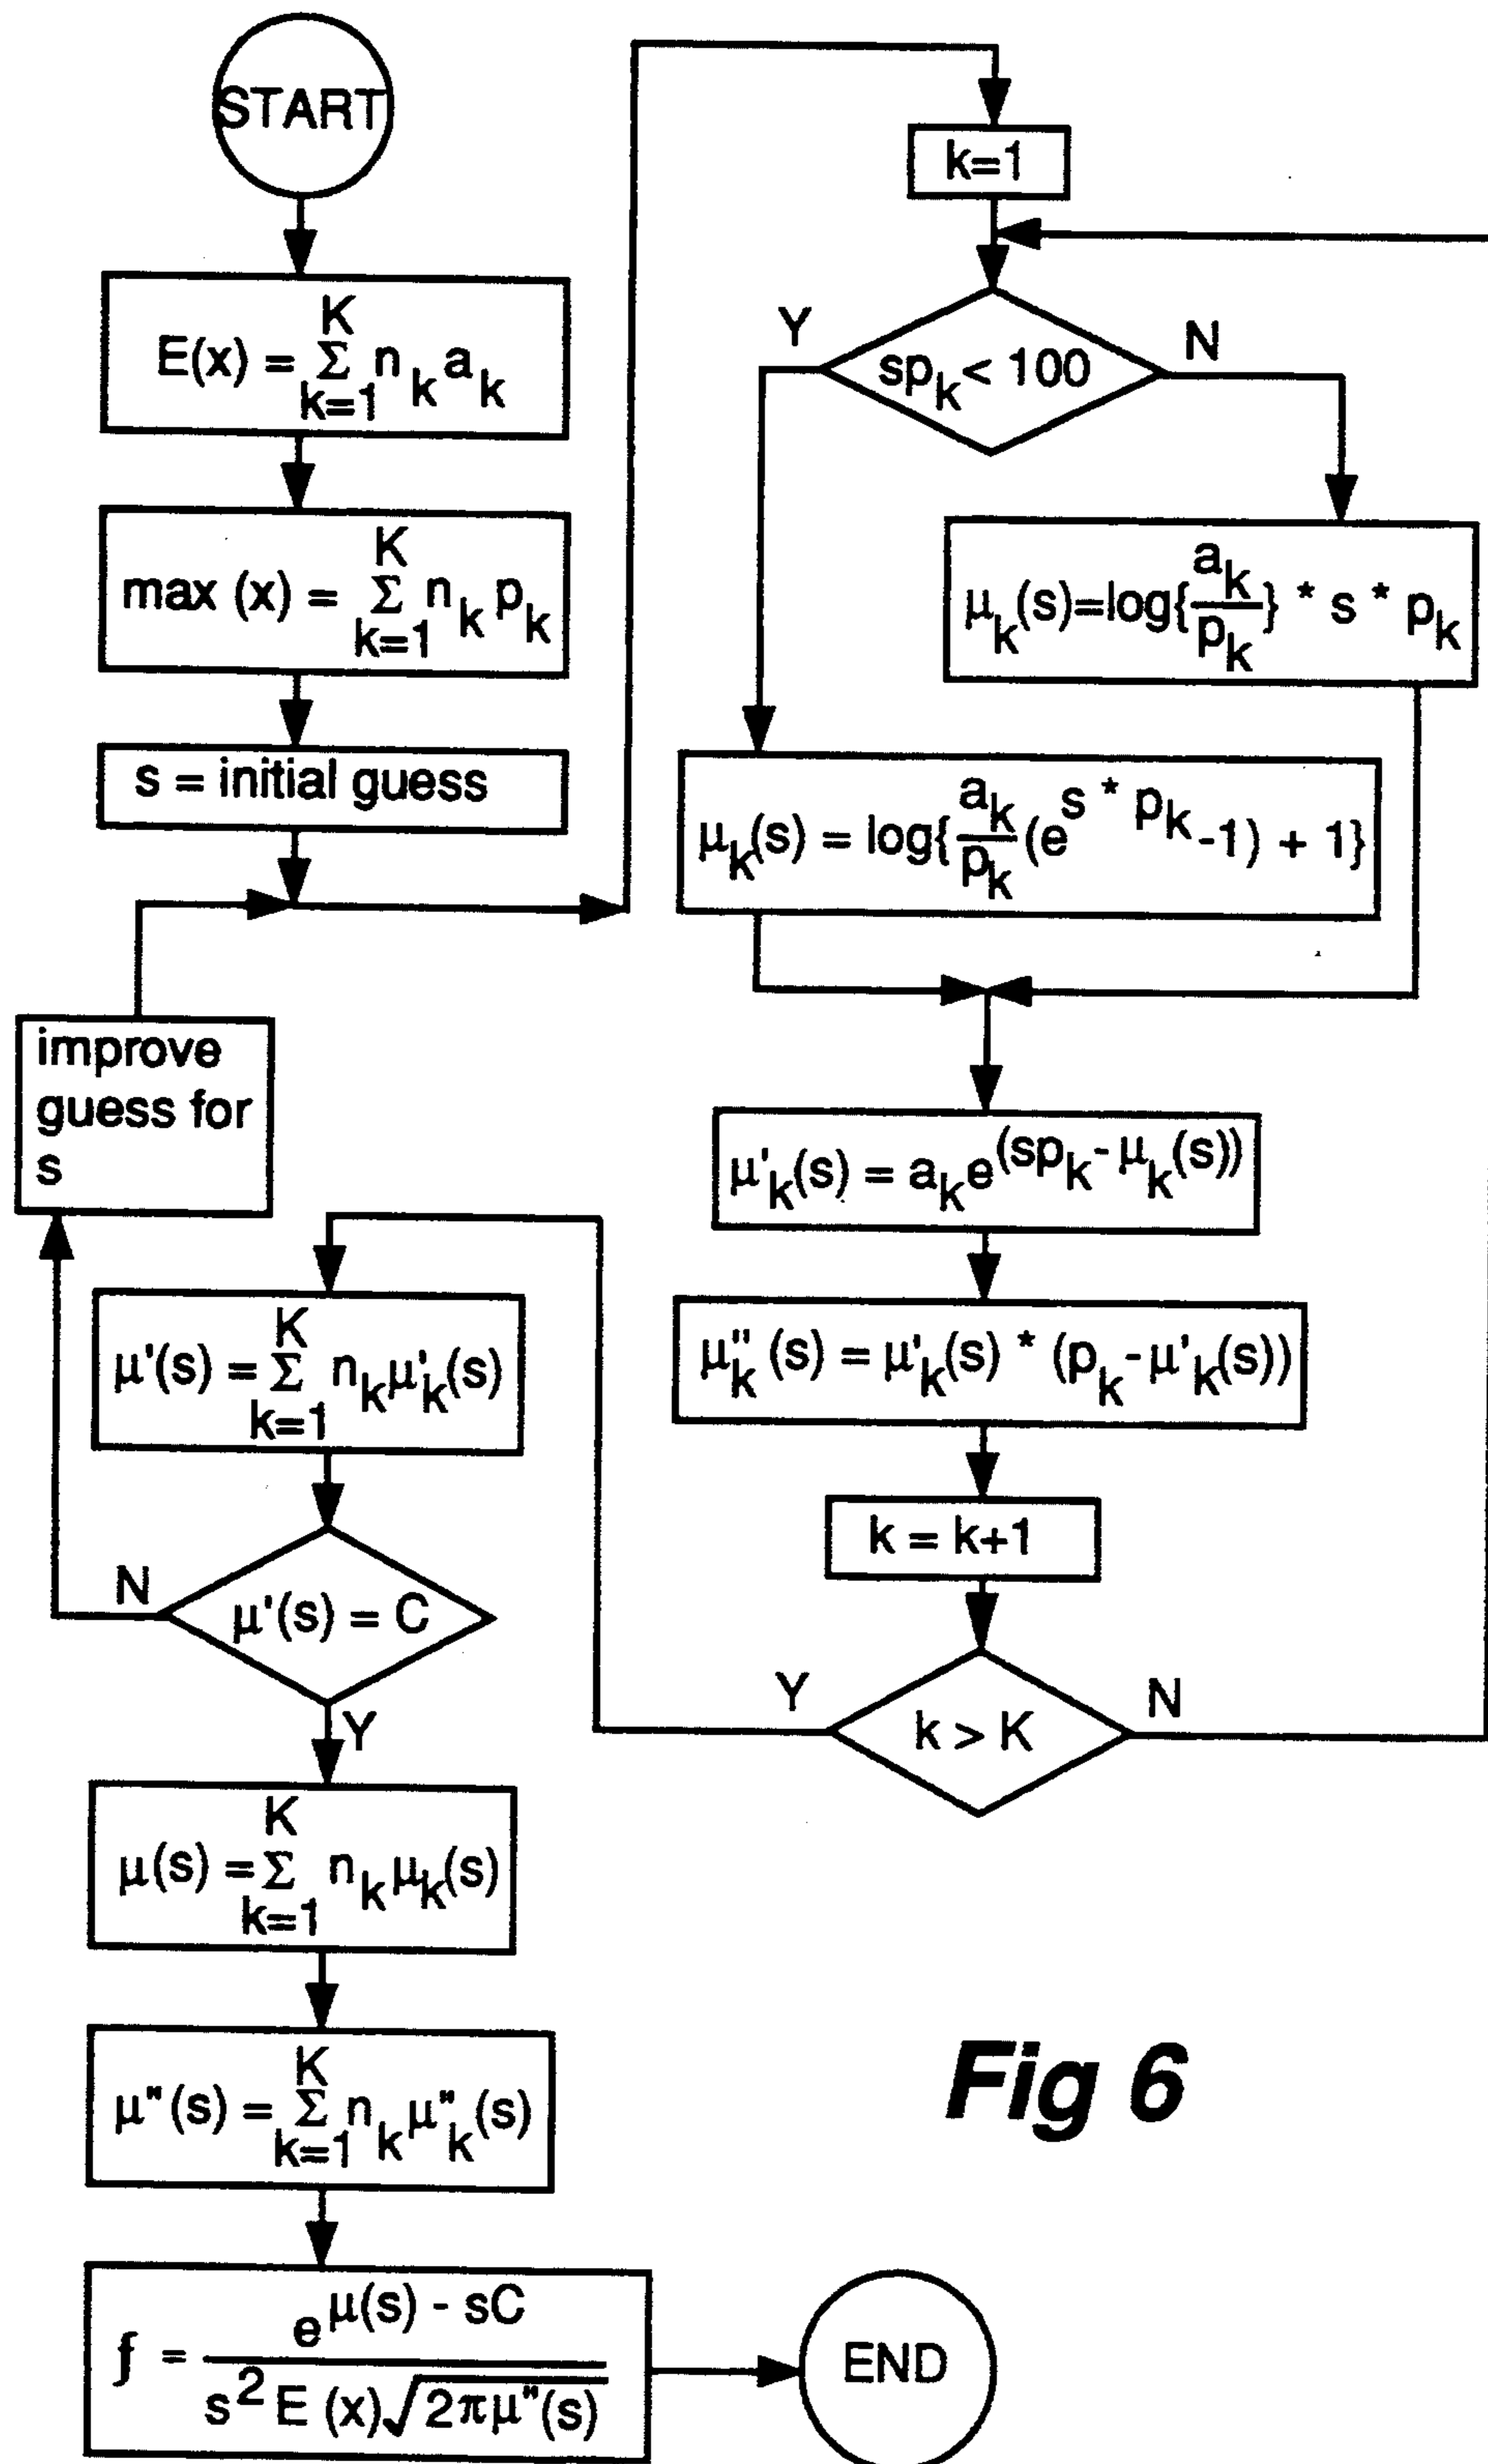 START
E(x) = Σ_{k=1}^{K} n_k a_k
max (x) = Σ_{k=1}^{K} n_k p_k
s = initial guess
improve
guess for
s
μ'(s) = Σ_{k=1}^{K} n_k μ'_k(s)
N
μ'(s) = C
Y
μ(s) = Σ_{k=1}^{K} n_k μ_k(s)
μ"(s) = Σ_{k=1}^{K} n_k μ"_k(s)
f = e^{μ(s) - sC} / s^2 E (x)√2πμ"(s)
END
k=1
Y
sp_k < 100
N
μ_k(s)=log{a_k/p_k} * s * p_k
μ_k(s) = log{a_k/p_k (e^{s * p_k} -1) + 1}
μ'_k(s) = a_k e^{(sp_k - μ_k(s))}
μ"_k (s) = μ'_k(s) * (p_k - μ'_k(s))
k = k+1
Y
k > K
N
Fig 6